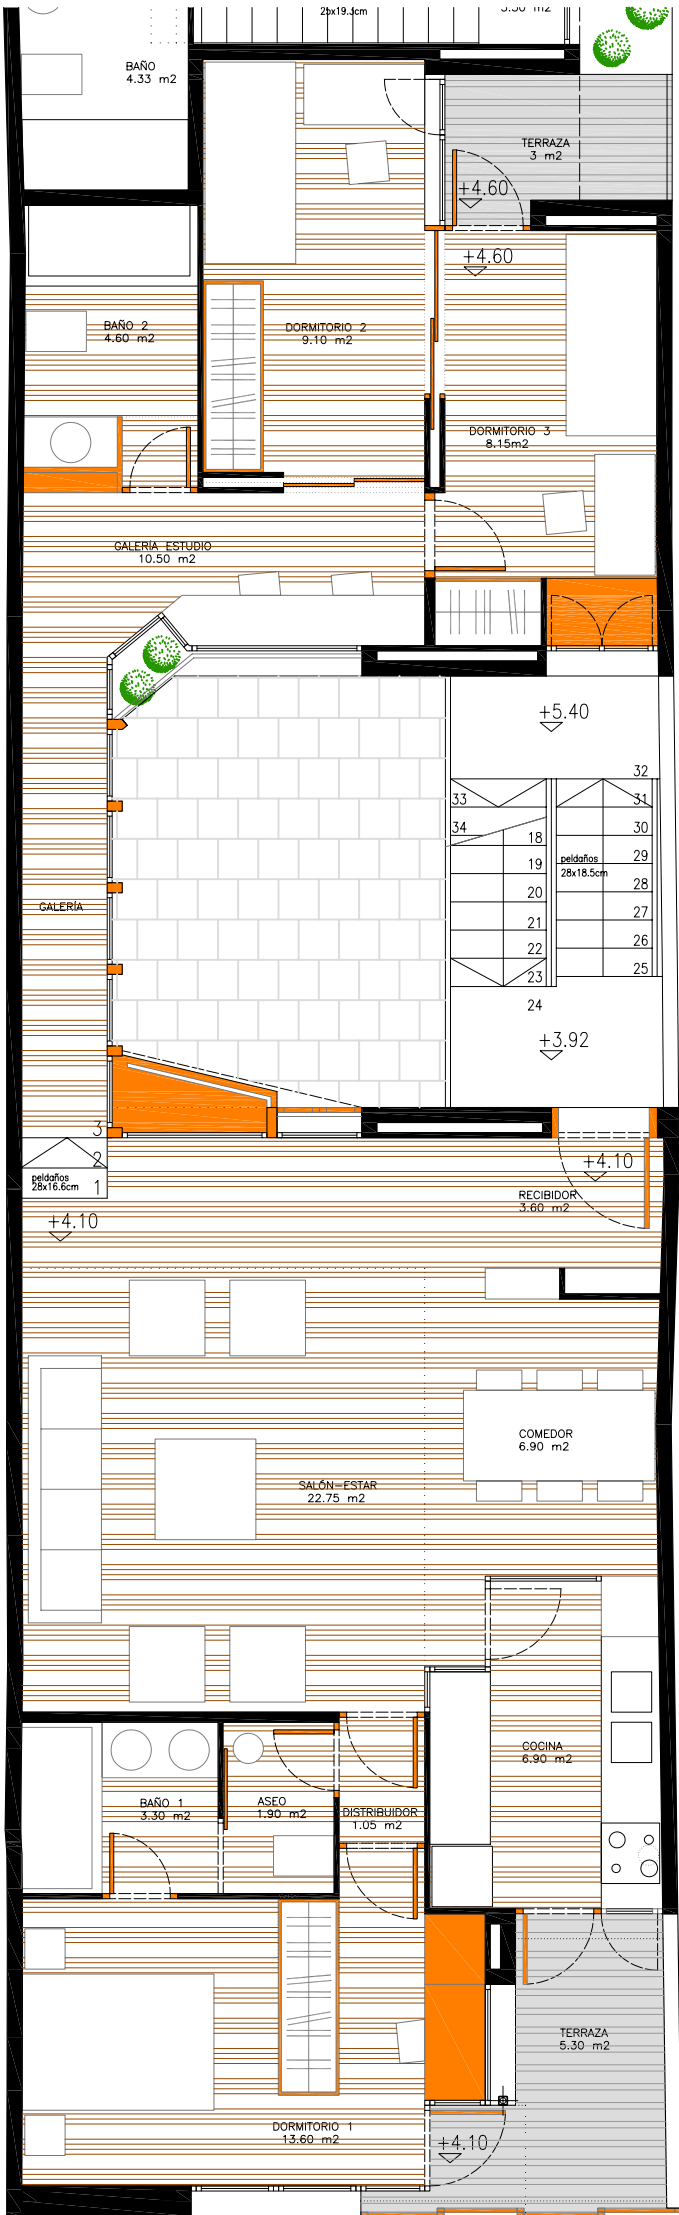 25x19.3cm
BAÑO
4.33 m2
TERRAZA
3 m2
+4.60
+4.60
BAÑO 2
4.60 m2
DORMITORIO 2
9.10 m2
DORMITORIO 3
8.15m2
GALERÍA ESTUDIO
10.50 m2
+5.40
32
33
31
34
30
18
29
19
peldaños
28x18.5cm
28
20
27
21
26
22
25
23
24
GALERÍA
+3.92
3
2
1
peldaños
28x16.6cm
+4.10
+4.10
RECIBIDOR
3.60 m2
COMEDOR
6.90 m2
SALÓN-ESTAR
22.75 m2
COCINA
6.90 m2
BAÑO 1
3.30 m2
ASEO
1.90 m2
DISTRIBUIDOR
1.05 m2
TERRAZA
5.30 m2
DORMITORIO 1
13.60 m2
+4.10